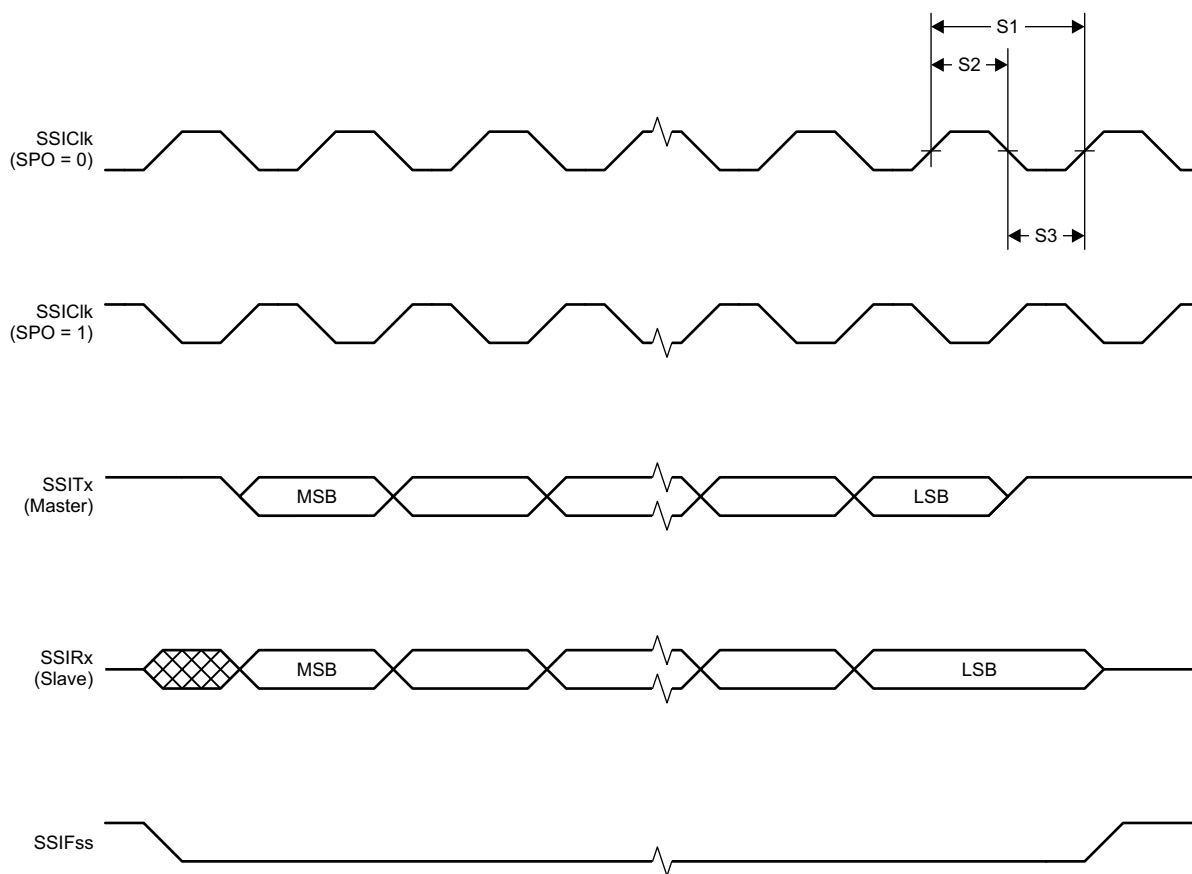 S1
S2
SSIClk
(SPO = 0)
S3
SSIClk
(SPO = 1)
SSITx
(Master)
MSB
LSB
SSIRx
(Slave)
MSB
LSB
SSIFss